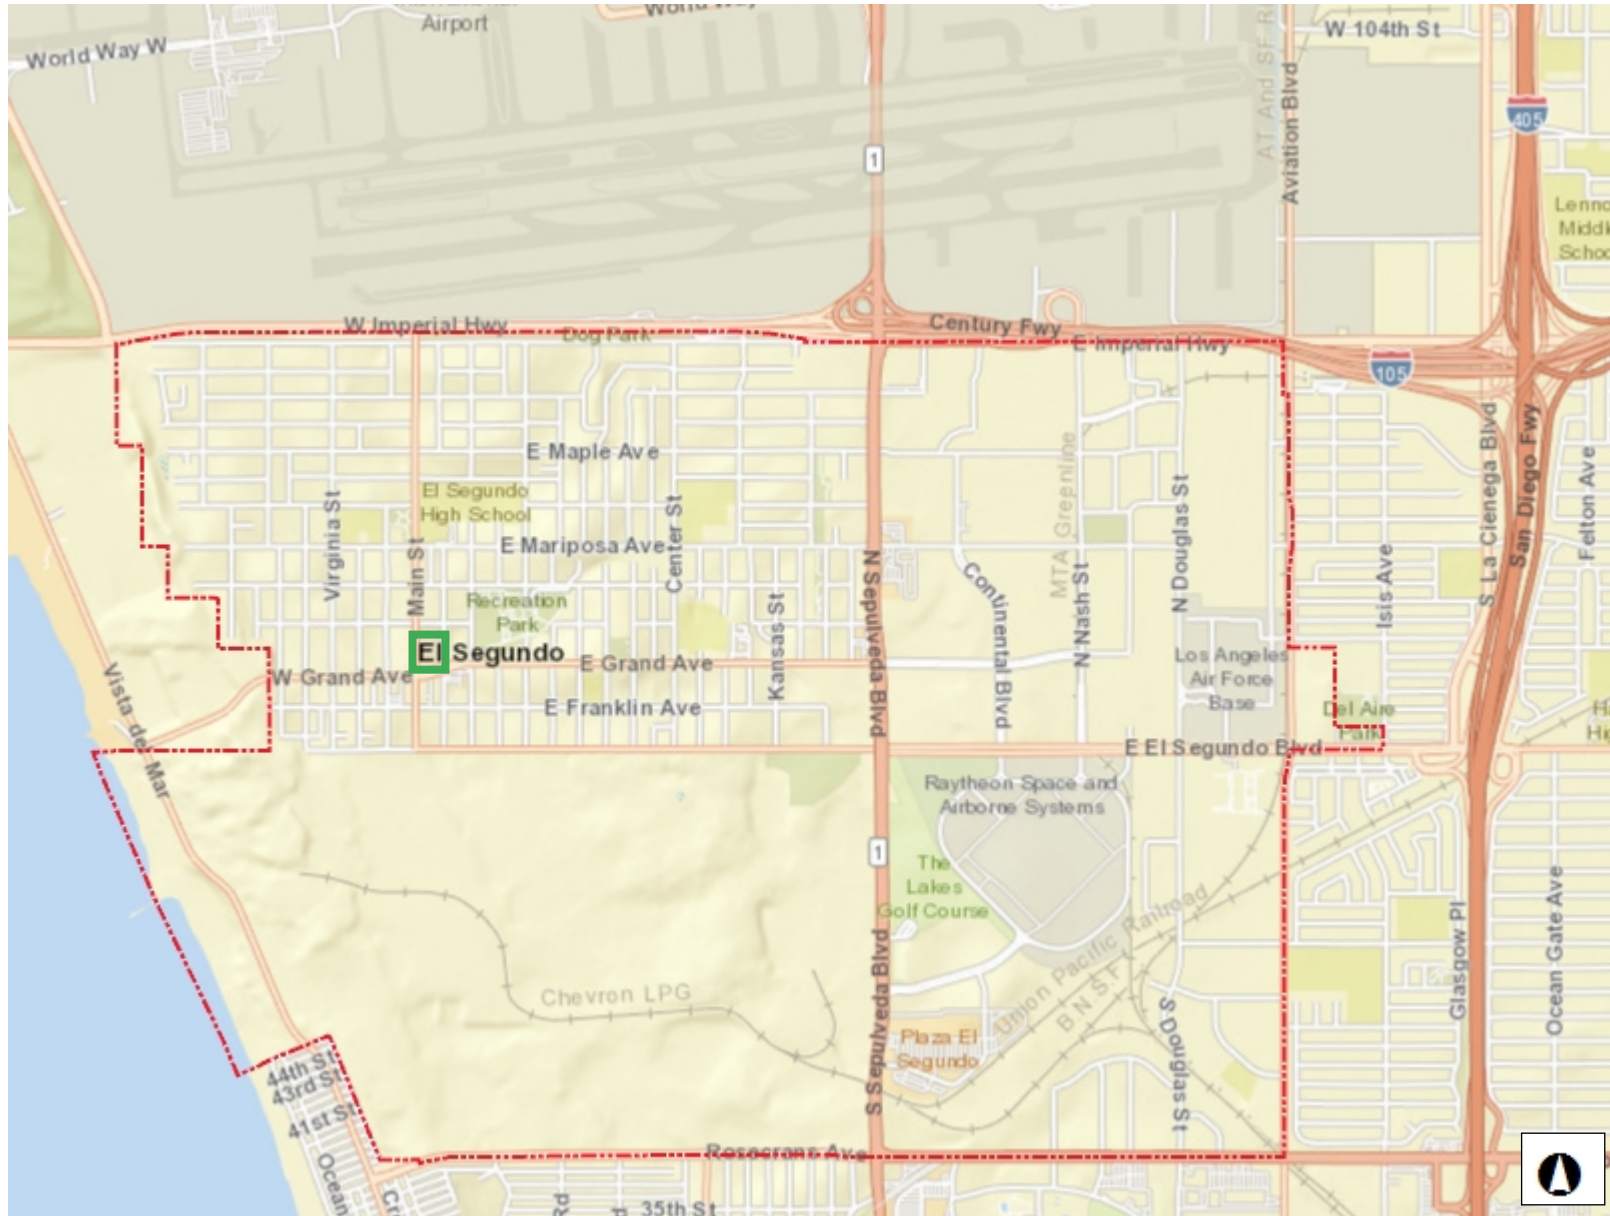 Airport
World Way W
W 104th St
405
AT And SF R
Aviation Blvd
1
Middl
Schoo
W Imperial Hwy
Dog Park
Century Fwy
E Imperial Hwy
105
S La Cienega Blvd
San Diego Fwy
Felton Ave
E Maple Ave
El Segundo
High School
Virginia St
Main St
Center St
E Mariposa Ave
MTA Greenline
N Douglas St
Isis Ave
N Sepulveda Blvd
Continental Blvd
N Nash St
Recreation
Park
Kansas St
El Segundo
E Grand Ave
W Grand Ave
E Franklin Ave
Los Angeles
Air Force
Base
Del Aire
Park
Vista del Mar
E El Segundo Blvd
Raytheon Space and
Airborne Systems
1
The
Lakes
Golf Course
Union Pacific Railroad
B.N.S.F
Glasgow Pl
Ocean Gate Ave
Chevron LPG
S Sepulveda Blvd
Plaza El
Segundo
S Douglas St
44th St
43rd St
41st St
Rosecrans Ave
Ocean
Rd
35th St